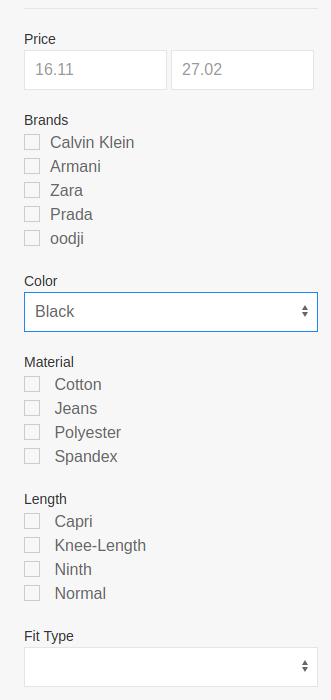 Price
16.11 27.02
Brands
Calvin Klein
Armani
Zara
Prada
oodji
Color
Black
Material
Cotton
Jeans
Polyester
Spandex
Length
Capri
Knee-Length
Ninth
Normal
Fit Type